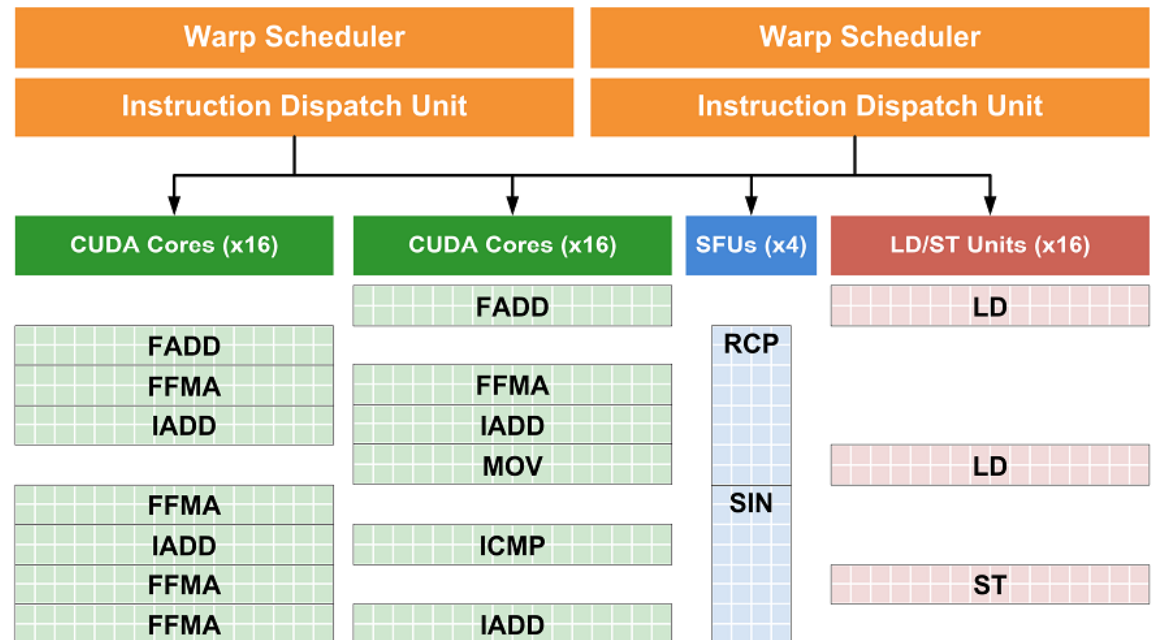 Warp Scheduler
Warp Scheduler
Instruction Dispatch Unit
Instruction Dispatch Unit
CUDA Cores (x16)
CUDA Cores (x16)
SFUs (x4)
LD/ST Units (x16)
FADD
LD
FADD
RCP
FFMA
FFMA
IADD
IADD
MOV
LD
FFMA
SIN
IADD
ICMP
FFMA
ST
FFMA
IADD